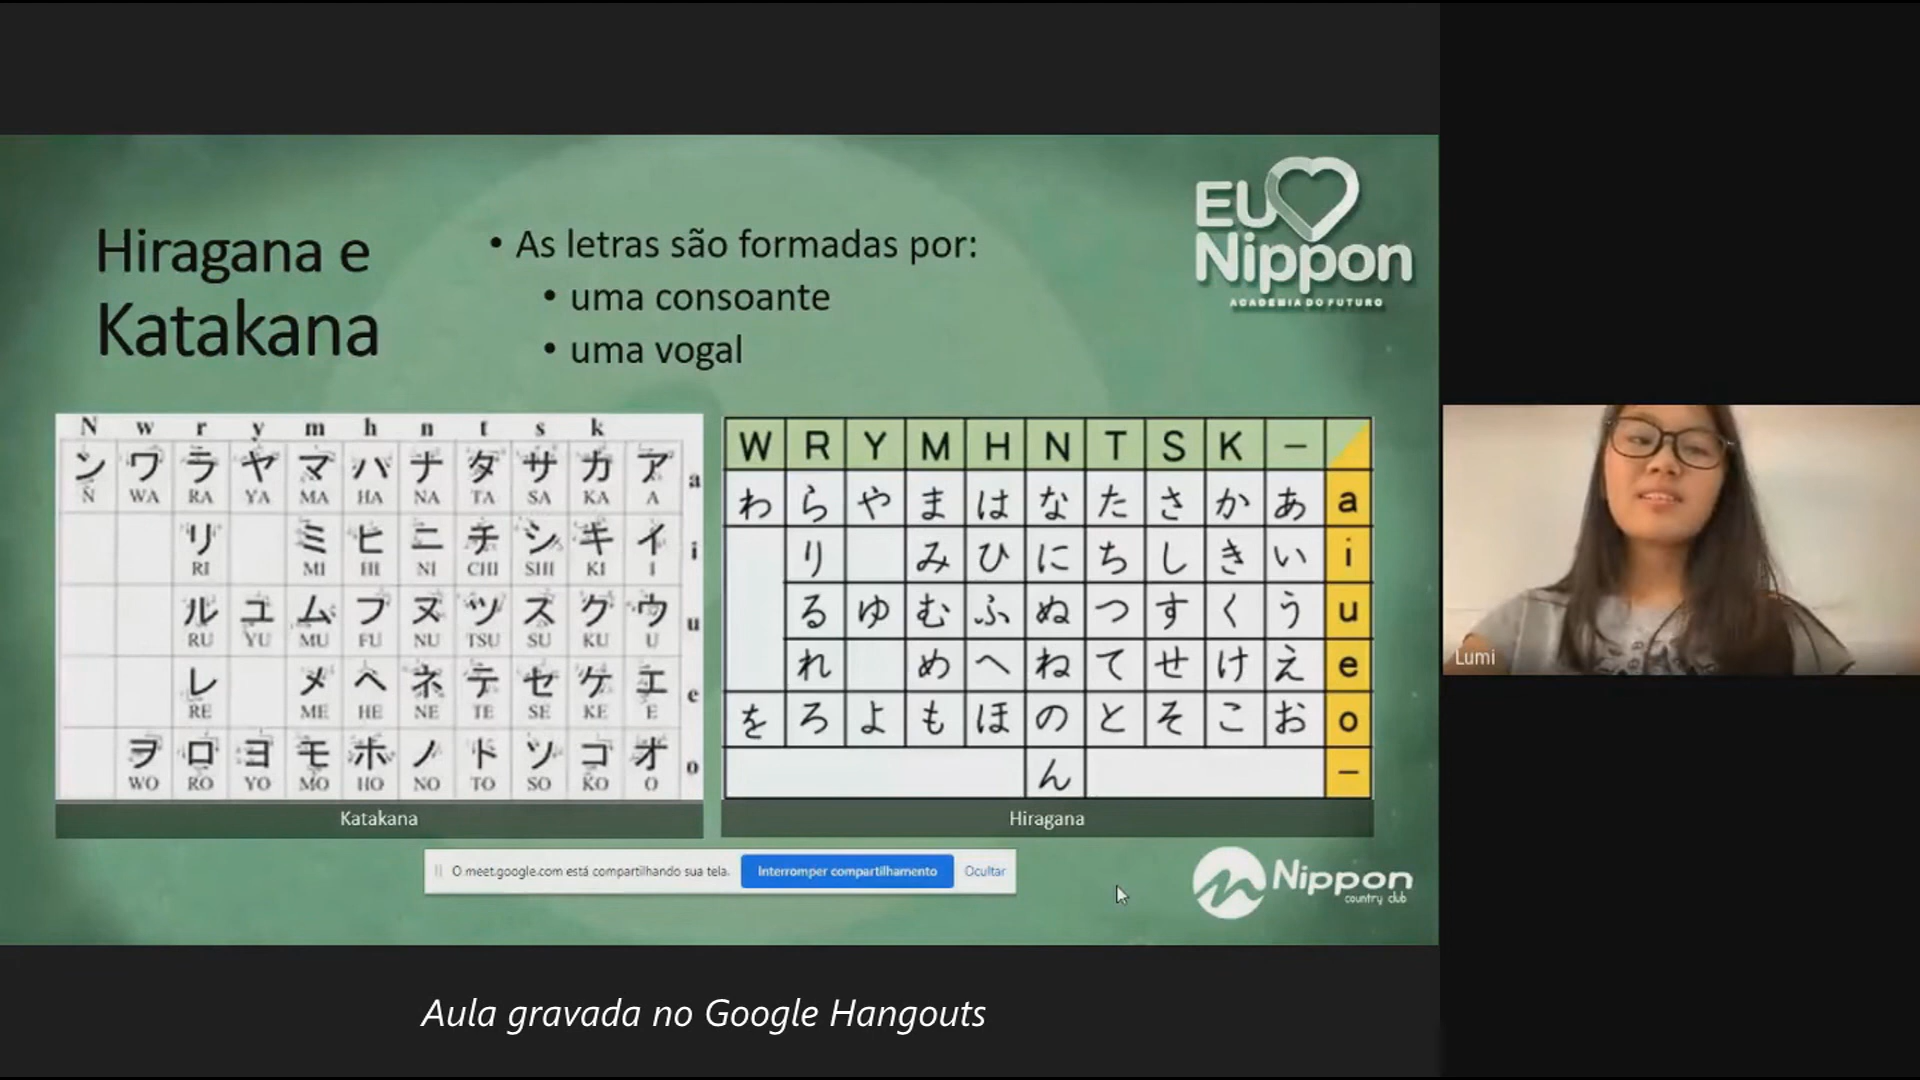 Hiragana e
Katakana
• As letras são formadas por:
• uma consoante
• uma vogal
EU
Nippon
ACADEMIA DO FUTURO
N w r y m h n t s k
ン ワ ラ ヤ マ ハ ナ タ サ カ ア a
N WA RA YA MA HA NA TA SA KA A
リ ミ ヒ ニ チ シ キ イ i
RI MI HI NI CHI SHI KI I
ル ユ ム フ ヌ ツ ス ク ウ u
RU YU MU FU NU TSU SU KU U
レ メ ヘ ネ テ セ ケ エ e
RE ME HE NE TE SE KE E
ヲ ロ ヨ モ ホ ノ ト ソ コ オ o
WO RO YO MO HO NO TO SO KO O
Katakana
W R Y M H N T S K –
わ ら や ま は な た さ か あ a
り み ひ に ち し き い i
る ゆ む ふ ぬ つ す く う u
れ め へ ね て せ け え e
を ろ よ も ほ の と そ こ お o
ん –
Hiragana
O meet.google.com está compartilhando sua tela. Interromper compartilhamento Ocultar
Nippon
country club
Lumi
Aula gravada no Google Hangouts